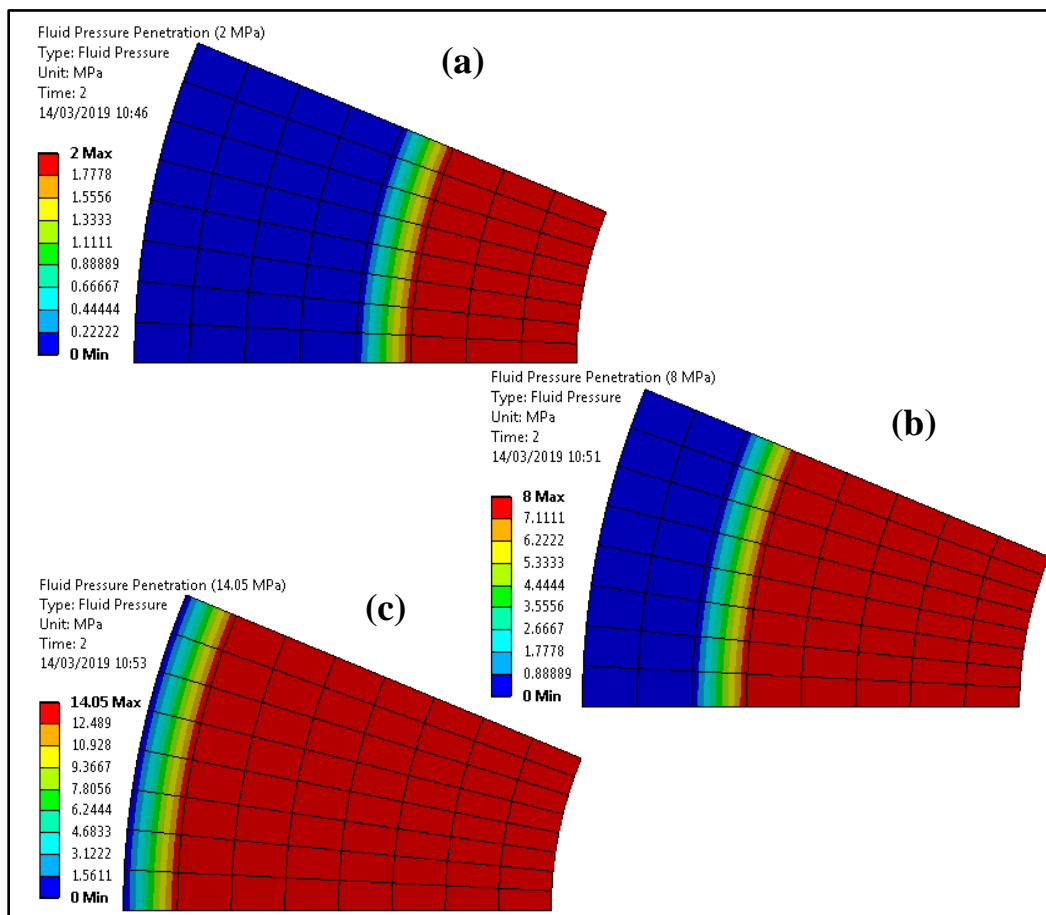 Fluid Pressure Penetration (2 MPa)
Type: Fluid Pressure
Unit: MPa
Time: 2
14/03/2019 10:46
(a)
2 Max
1.7778
1.5556
1.3333
1.1111
0.88889
0.66667
0.44444
0.22222
0 Min
Fluid Pressure Penetration (8 MPa)
Type: Fluid Pressure
Unit: MPa
Time: 2
14/03/2019 10:51
(b)
8 Max
7.1111
6.2222
5.3333
4.4444
3.5556
2.6667
1.7778
0.88889
0 Min
Fluid Pressure Penetration (14.05 MPa)
Type: Fluid Pressure
Unit: MPa
Time: 2
14/03/2019 10:53
(c)
14.05 Max
12.489
10.928
9.3667
7.8056
6.2444
4.6833
3.1222
1.5611
0 Min